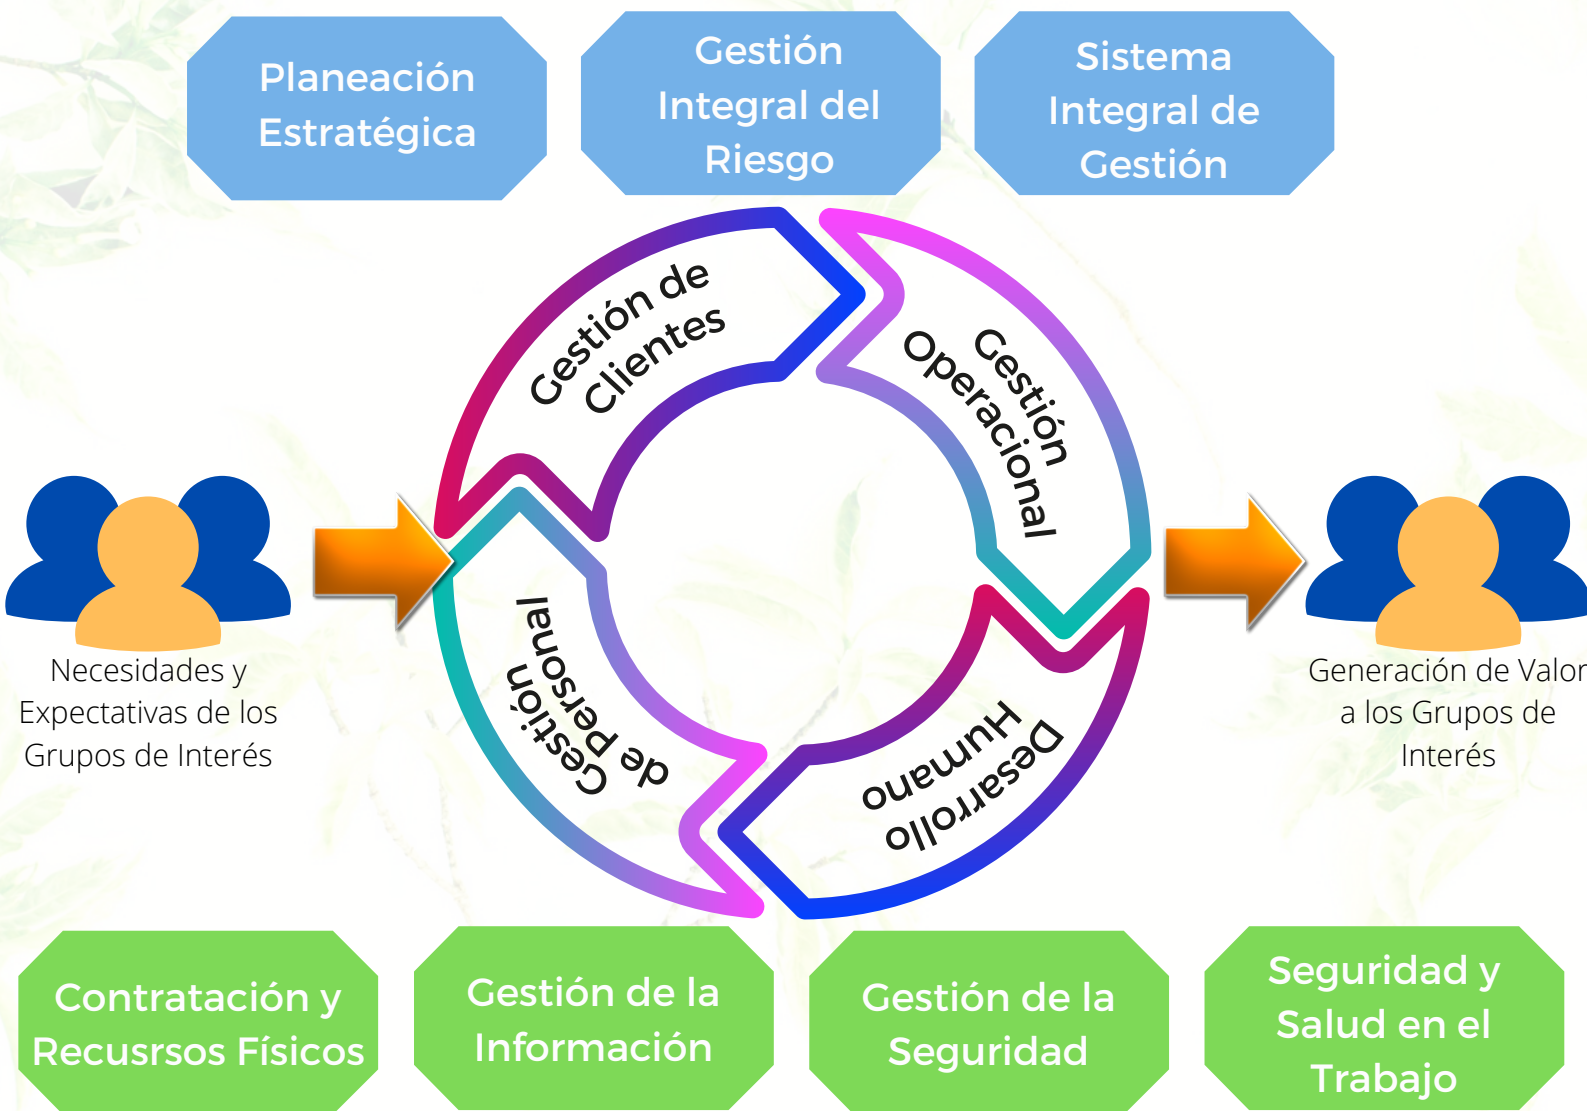 Planeación
Estratégica
Gestión
Integral del
Riesgo
Sistema
Integral de
Gestión
Gestión de
Clientes
Gestión
Operacional
Desarrollo
Humano
Gestión
de Personal
Necesidades y
Expectativas de los
Grupos de Interés
Generación de Valor
a los Grupos de
Interés
Contratación y
Recusrsos Físicos
Gestión de la
Información
Gestión de la
Seguridad
Seguridad y
Salud en el
Trabajo